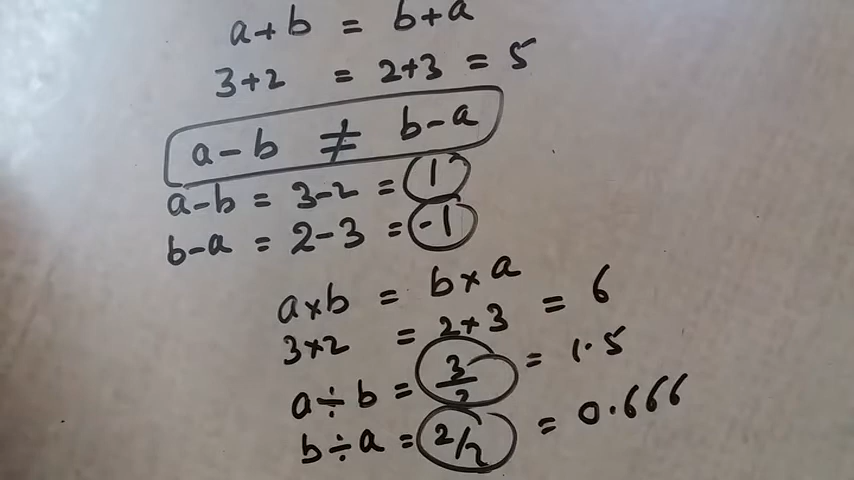 a+b = b+a
3+2 = 2+3 = 5
a-b ≠ b-a
a-b = 3-2 = 1
b-a = 2-3 = -1
a×b = b×a
3×2 = 2×3 = 6
a÷b = 3/2 = 1.5
b÷a = 2/ = 0.666